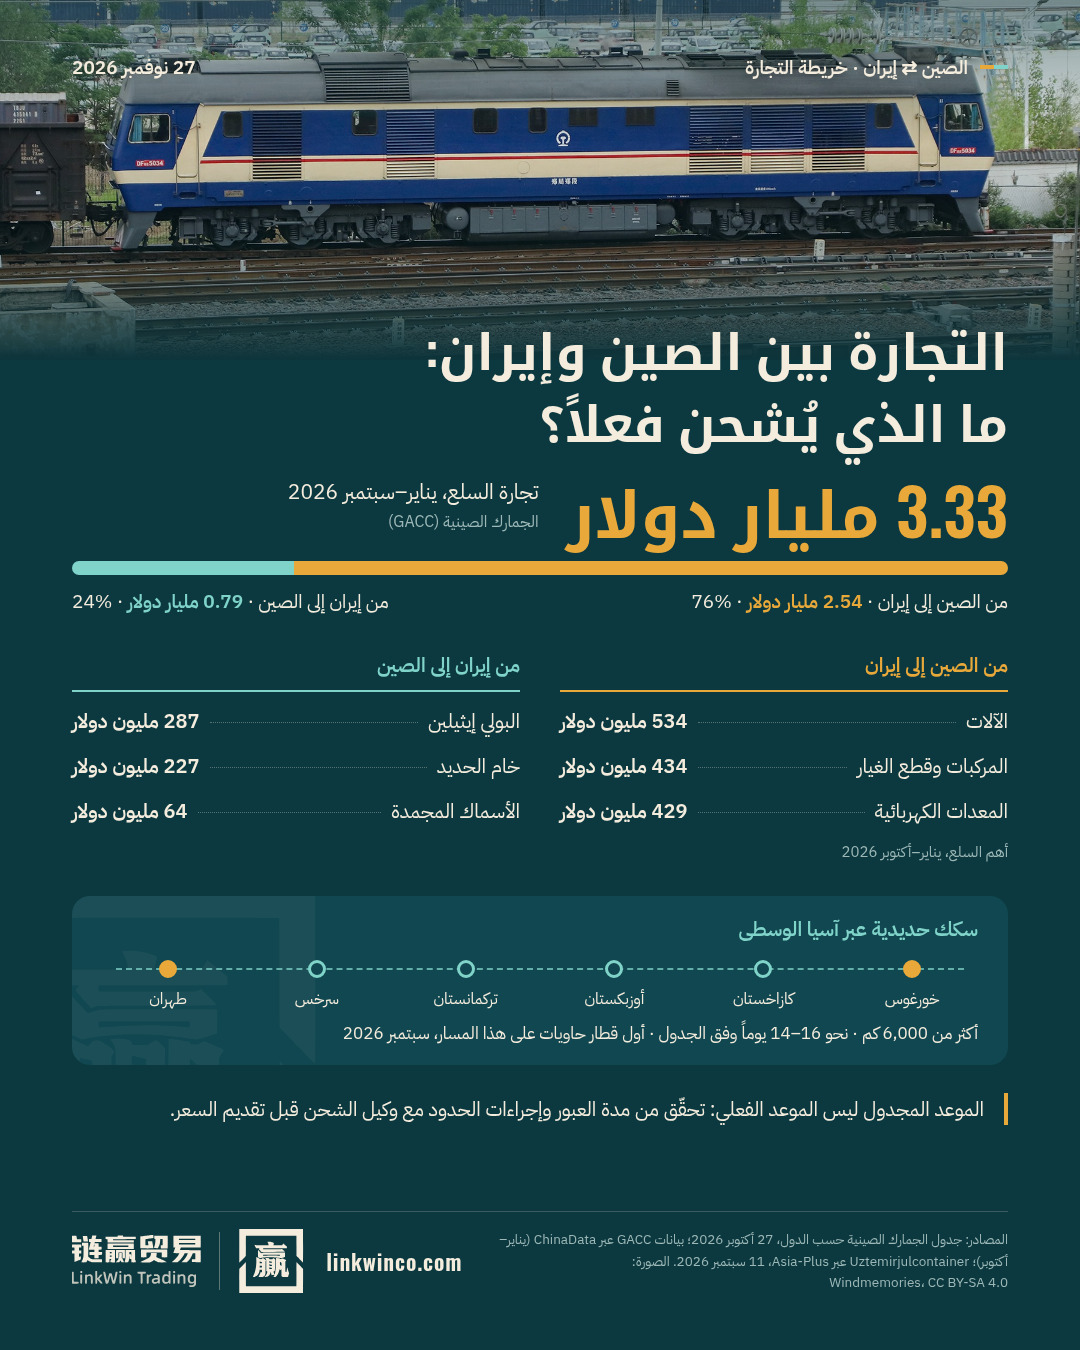 الصين ⇄ إيران · خريطة التجارة
27 نوفمبر 2026
DF₈₈5034
DF₈₈5034
التجارة بين الصين وإيران:
ما الذي يُشحن فعلاً؟
3.33 مليار دولار
تجارة السلع، يناير–سبتمبر 2026
الجمارك الصينية (GACC)
من الصين إلى إيران · 2.54 مليار دولار · 76%
من إيران إلى الصين · 0.79 مليار دولار · 24%
من الصين إلى إيران
الآلات 534 مليون دولار
المركبات وقطع الغيار 434 مليون دولار
المعدات الكهربائية 429 مليون دولار
أهم السلع، يناير–أكتوبر 2026
من إيران إلى الصين
البولي إيثيلين 287 مليون دولار
خام الحديد 227 مليون دولار
الأسماك المجمدة 64 مليون دولار
سكك حديدية عبر آسيا الوسطى
خورغوس
كازاخستان
أوزبكستان
تركمانستان
سرخس
طهران
أكثر من 6,000 كم · نحو 16–14 يوماً وفق الجدول · أول قطار حاويات على هذا المسار، سبتمبر 2026
الموعد المجدول ليس الموعد الفعلي: تحقّق من مدة العبور وإجراءات الحدود مع وكيل الشحن قبل تقديم السعر.
المصادر: جدول الجمارك الصينية حسب الدول، 27 أكتوبر 2026؛ بيانات GACC عبر ChinaData (يناير–
أكتوبر)؛ Uztemirjulcontainer عبر Asia-Plus، 11 سبتمبر 2026. الصورة:
Windmemories، CC BY-SA 4.0
linkwinco.com
赢
链赢贸易
LinkWin Trading